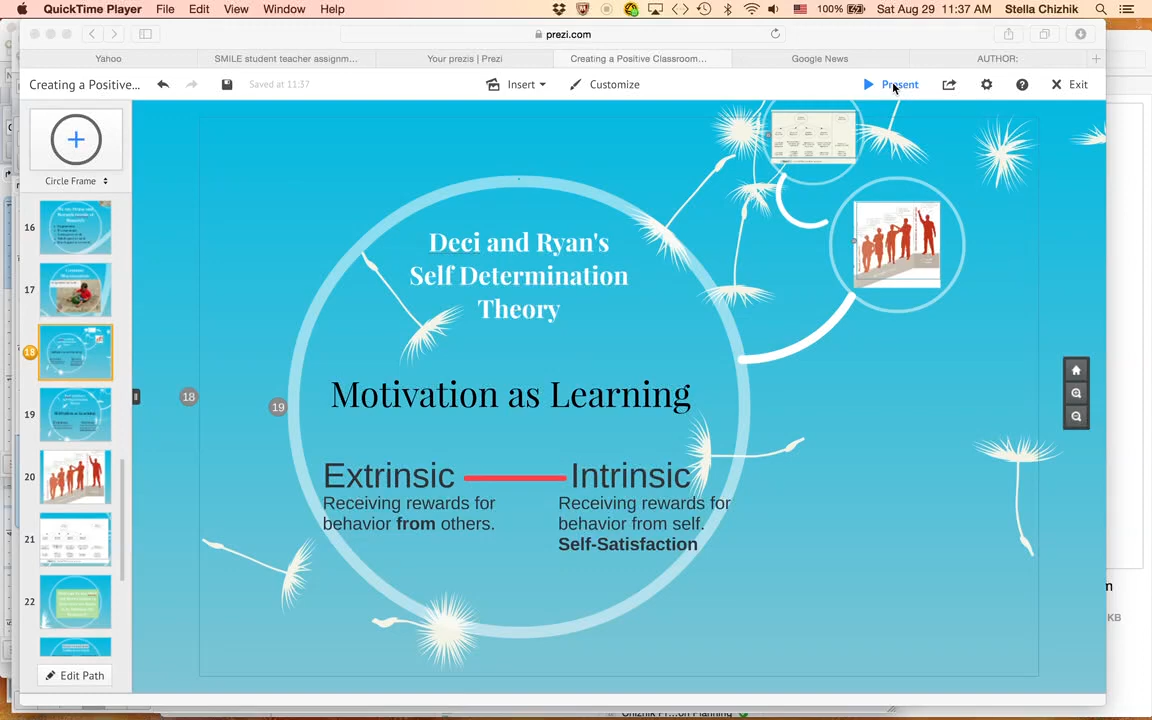 QuickTime Player File Edit View Window Help 100% Sat Aug 29 11:37 AM Stella Chizhik
prezi.com
Yahoo SMILE student teacher assignm... Your prezis | Prezi Creating a Positive Classroom... Google News AUTHOR:
Creating a Positive... Saved at 11:37 Insert Customize Present Exit
Circle Frame
16
17
18
19
20
21
22
Edit Path
18
19
Deci and Ryan's
Self Determination
Theory
Motivation as Learning
Extrinsic Intrinsic
Receiving rewards for
behavior from others.
Receiving rewards for
behavior from self.
Self-Satisfaction
KB